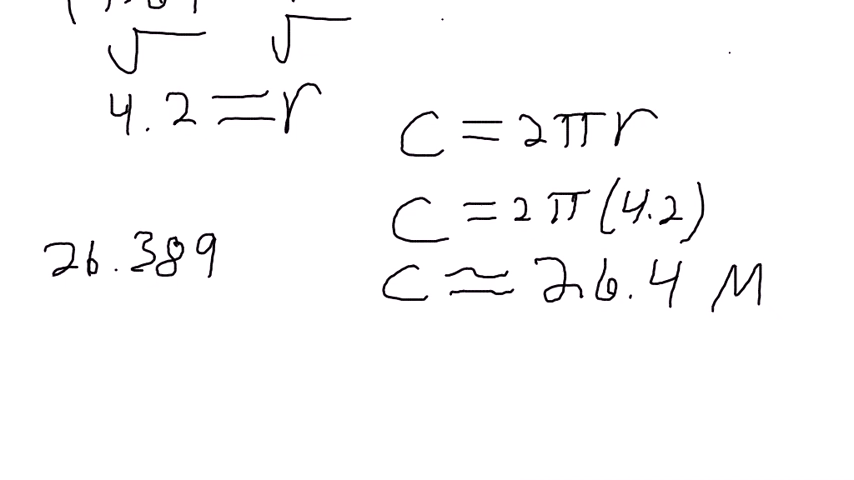 √ √
4.2 = r
C = 2πr
C = 2π(4.2)
26.389
C ≈ 26.4 M